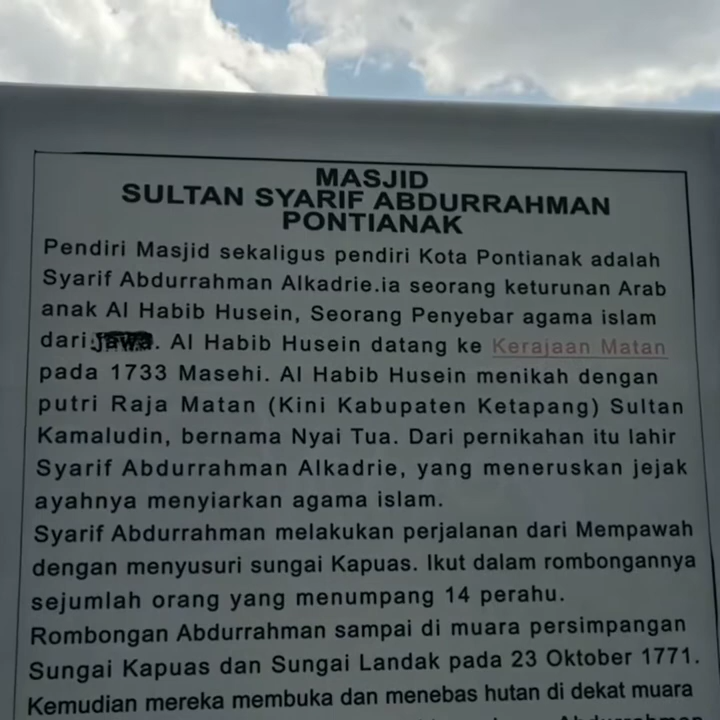 MASJID
SULTAN SYARIF ABDURRAHMAN
PONTIANAK
Pendiri Masjid sekaligus pendiri Kota Pontianak adalah
Syarif Abdurrahman Alkadrie.ia seorang keturunan Arab
anak Al Habib Husein, Seorang Penyebar agama islam
dari Jawa. Al Habib Husein datang ke Kerajaan Matan
pada 1733 Masehi. Al Habib Husein menikah dengan
putri Raja Matan (Kini Kabupaten Ketapang) Sultan
Kamaludin, bernama Nyai Tua. Dari pernikahan itu lahir
Syarif Abdurrahman Alkadrie, yang meneruskan jejak
ayahnya menyiarkan agama islam.
Syarif Abdurrahman melakukan perjalanan dari Mempawah
dengan menyusuri sungai Kapuas. Ikut dalam rombongannya
sejumlah orang yang menumpang 14 perahu.
Rombongan Abdurrahman sampai di muara persimpangan
Sungai Kapuas dan Sungai Landak pada 23 Oktober 1771.
Kemudian mereka membuka dan menebas hutan di dekat muara